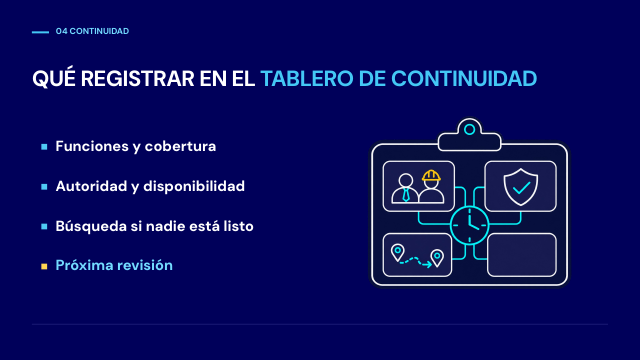 04 CONTINUIDAD
QUÉ REGISTRAR EN EL TABLERO DE CONTINUIDAD
Funciones y cobertura
Autoridad y disponibilidad
Búsqueda si nadie está listo
Próxima revisión